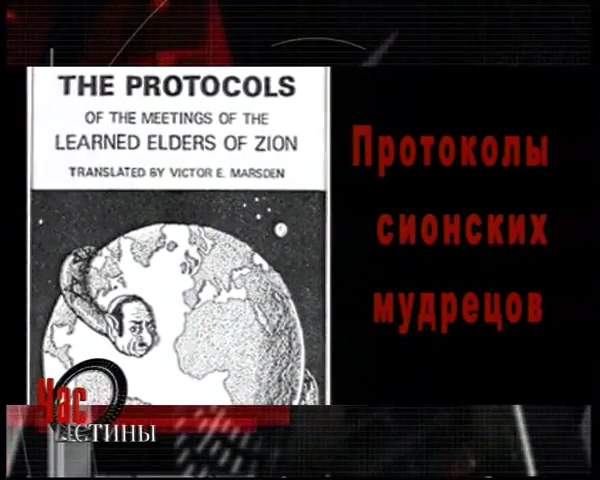 THE PROTOCOLS
OF THE MEETINGS OF THE
LEARNED ELDERS OF ZION
TRANSLATED BY VICTOR E. MARSDEN
Протоколы
сионских
мудрецов
Час
ИСТИНЫ